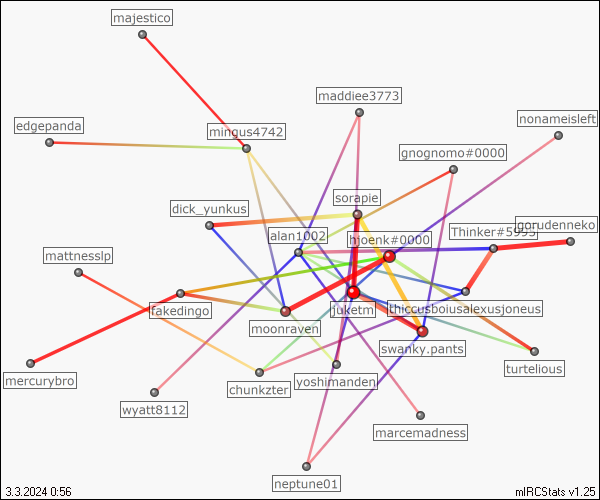 majestico
maddiee3773
nonameisleft
edgepanda
mingus4742
gnognomo#0000
sorapie
dick_yunkus
gorudenneko
Thinker#5995
alan1002
hjoenk#0000
mattnesslp
fakedingo
juketm
thiccusboiusalexusjoneus
moonraven
swanky.pants
turtelious
mercurybro
yoshimanden
chunkzter
wyatt8112
marcemadness
neptune01
3.3.2024 0:56
mIRCStats v1.25